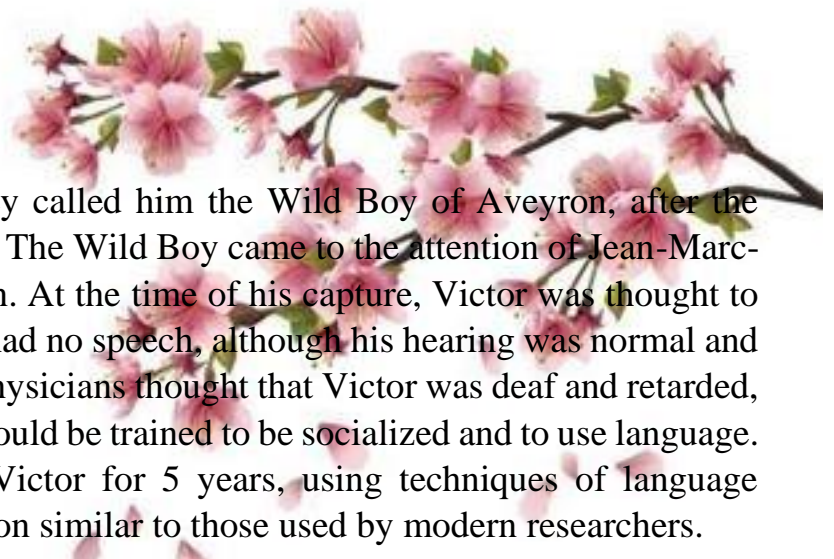 y called him the Wild Boy of Aveyron, after the
The Wild Boy came to the attention of Jean-Marc-
n. At the time of his capture, Victor was thought to
ad no speech, although his hearing was normal and
hysicians thought that Victor was deaf and retarded,
ould be trained to be socialized and to use language.
Victor for 5 years, using techniques of language
on similar to those used by modern researchers.